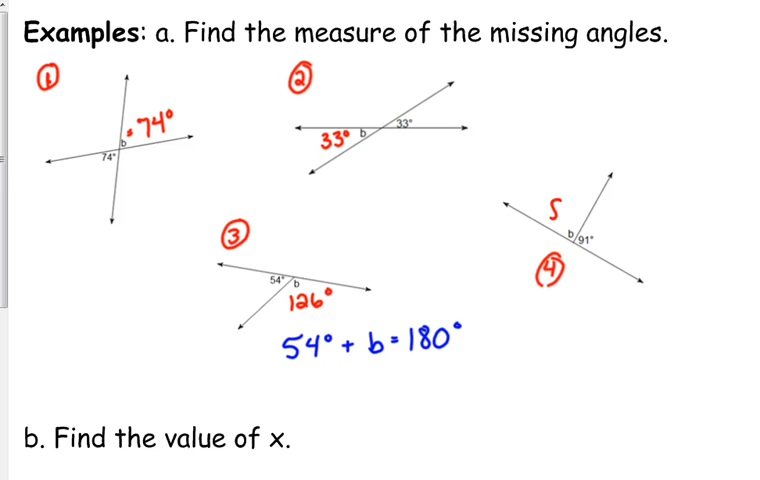 Examples: a. Find the measure of the missing angles.
1
2
= 74°
b
74°
33°
b
33°
3
S
b
91°
4
54°
b
126°
54° + b = 180°
b. Find the value of x.